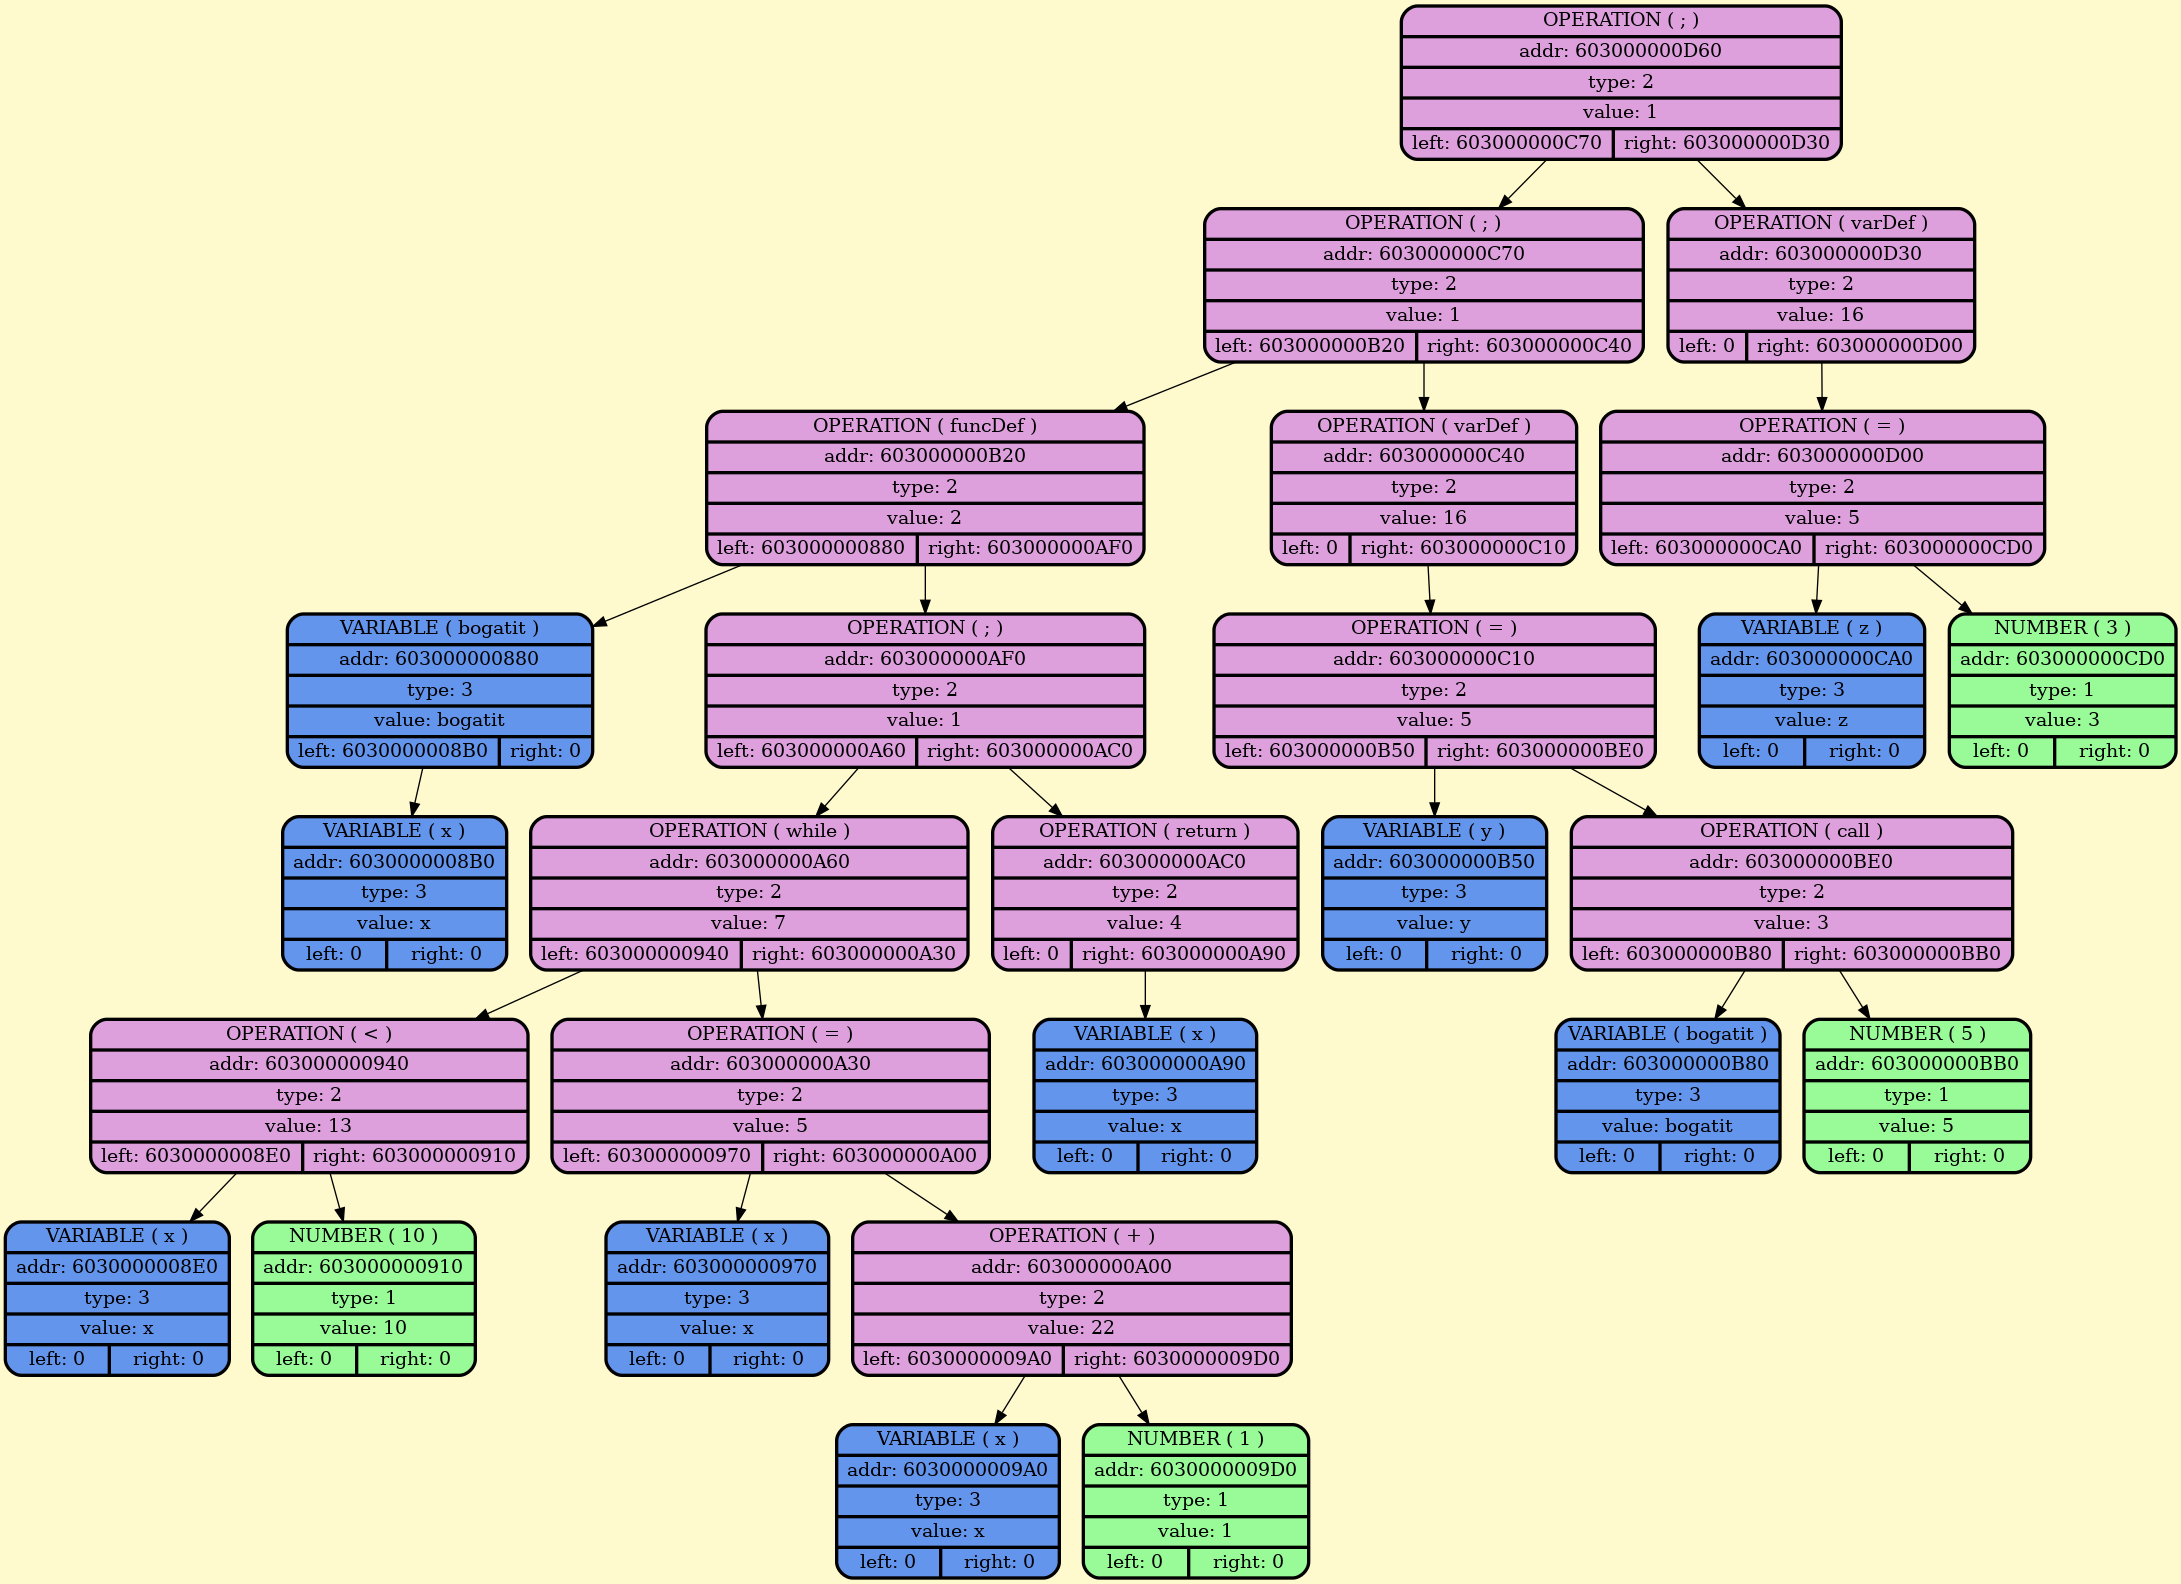 OPERATION ( ; )
addr: 603000000D60
type: 2
value: 1
left: 603000000C70 right: 603000000D30
OPERATION ( ; )
addr: 603000000C70
type: 2
value: 1
left: 603000000B20 right: 603000000C40
OPERATION ( varDef )
addr: 603000000D30
type: 2
value: 16
left: 0 right: 603000000D00
OPERATION ( funcDef )
addr: 603000000B20
type: 2
value: 2
left: 603000000880 right: 603000000AF0
OPERATION ( varDef )
addr: 603000000C40
type: 2
value: 16
left: 0 right: 603000000C10
OPERATION ( = )
addr: 603000000D00
type: 2
value: 5
left: 603000000CA0 right: 603000000CD0
VARIABLE ( bogatit )
addr: 603000000880
type: 3
value: bogatit
left: 6030000008B0 right: 0
OPERATION ( ; )
addr: 603000000AF0
type: 2
value: 1
left: 603000000A60 right: 603000000AC0
OPERATION ( = )
addr: 603000000C10
type: 2
value: 5
left: 603000000B50 right: 603000000BE0
VARIABLE ( z )
addr: 603000000CA0
type: 3
value: z
left: 0 right: 0
NUMBER ( 3 )
addr: 603000000CD0
type: 1
value: 3
left: 0 right: 0
VARIABLE ( x )
addr: 6030000008B0
type: 3
value: x
left: 0 right: 0
OPERATION ( while )
addr: 603000000A60
type: 2
value: 7
left: 603000000940 right: 603000000A30
OPERATION ( return )
addr: 603000000AC0
type: 2
value: 4
left: 0 right: 603000000A90
VARIABLE ( y )
addr: 603000000B50
type: 3
value: y
left: 0 right: 0
OPERATION ( call )
addr: 603000000BE0
type: 2
value: 3
left: 603000000B80 right: 603000000BB0
OPERATION ( < )
addr: 603000000940
type: 2
value: 13
left: 6030000008E0 right: 603000000910
OPERATION ( = )
addr: 603000000A30
type: 2
value: 5
left: 603000000970 right: 603000000A00
VARIABLE ( x )
addr: 603000000A90
type: 3
value: x
left: 0 right: 0
VARIABLE ( bogatit )
addr: 603000000B80
type: 3
value: bogatit
left: 0 right: 0
NUMBER ( 5 )
addr: 603000000BB0
type: 1
value: 5
left: 0 right: 0
VARIABLE ( x )
addr: 6030000008E0
type: 3
value: x
left: 0 right: 0
NUMBER ( 10 )
addr: 603000000910
type: 1
value: 10
left: 0 right: 0
VARIABLE ( x )
addr: 603000000970
type: 3
value: x
left: 0 right: 0
OPERATION ( + )
addr: 603000000A00
type: 2
value: 22
left: 6030000009A0 right: 6030000009D0
VARIABLE ( x )
addr: 6030000009A0
type: 3
value: x
left: 0 right: 0
NUMBER ( 1 )
addr: 6030000009D0
type: 1
value: 1
left: 0 right: 0